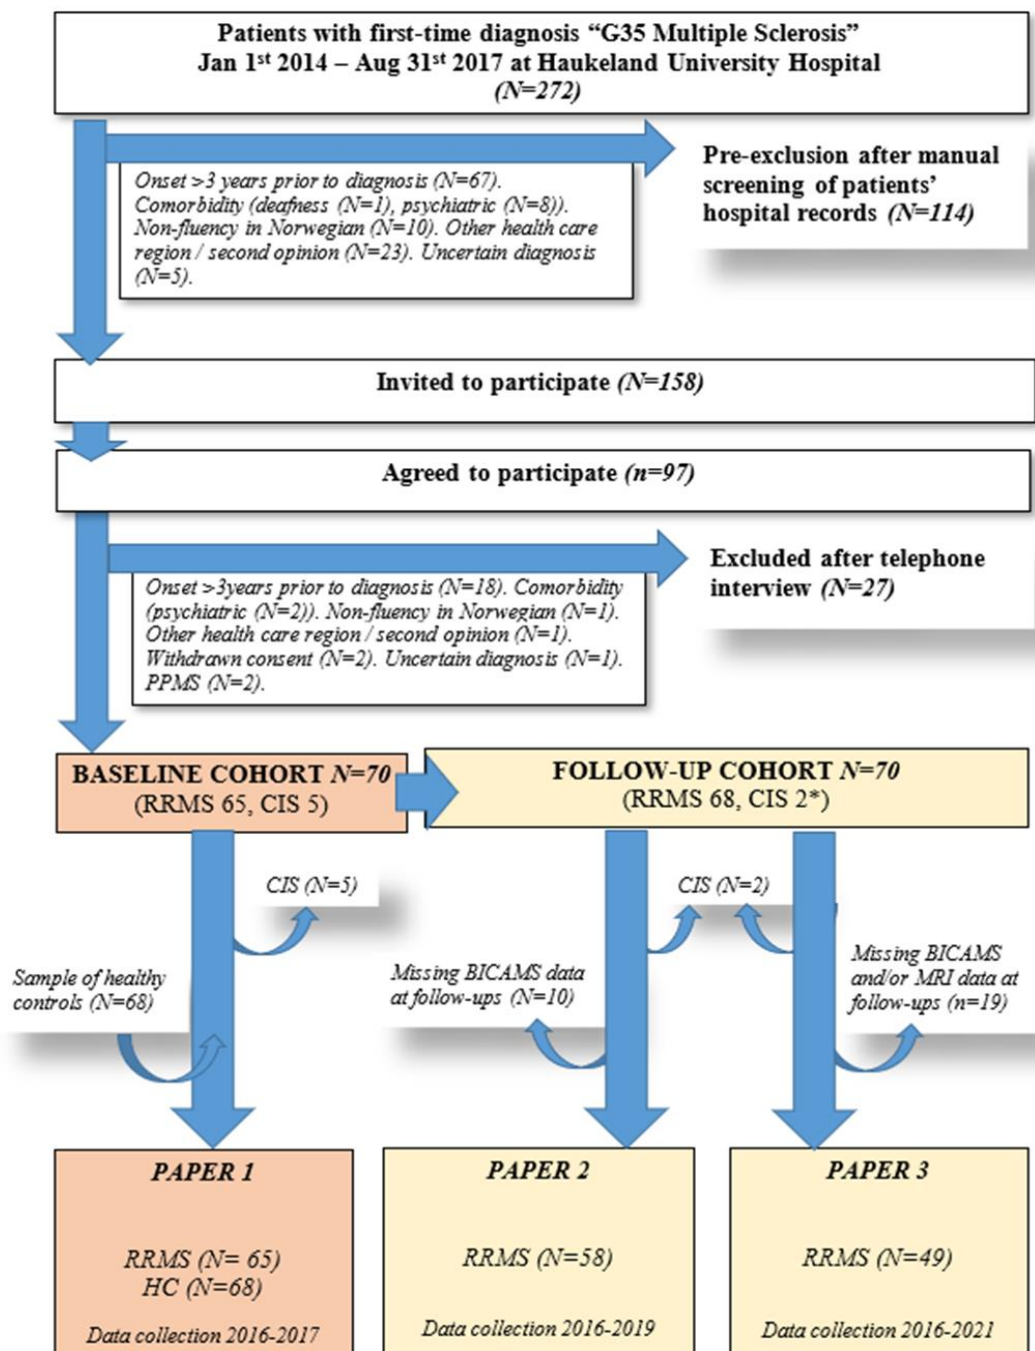 Patients with first-time diagnosis “G35 Multiple Sclerosis”
Jan 1st 2014 – Aug 31st 2017 at Haukeland University Hospital
(N=272)
Onset >3 years prior to diagnosis (N=67).
Comorbidity (deafness (N=1), psychiatric (N=8)).
Non-fluency in Norwegian (N=10). Other health care
region / second opinion (N=23). Uncertain diagnosis
(N=5).
Pre-exclusion after manual
screening of patients’
hospital records (N=114)
Invited to participate (N=158)
Agreed to participate (n=97)
Onset >3years prior to diagnosis (N=18). Comorbidity
(psychiatric (N=2)). Non-fluency in Norwegian (N=1).
Other health care region / second opinion (N=1).
Withdrawn consent (N=2). Uncertain diagnosis (N=1).
PPMS (N=2).
Excluded after telephone
interview (N=27)
BASELINE COHORT N=70
(RRMS 65, CIS 5)
FOLLOW-UP COHORT N=70
(RRMS 68, CIS 2*)
CIS (N=5)
CIS (N=2)
Sample of healthy
controls (N=68)
Missing BICAMS data
at follow-ups (N=10)
Missing BICAMS
and/or MRI data at
follow-ups (n=19)
PAPER 1
RRMS (N= 65)
HC (N=68)
Data collection 2016-2017
PAPER 2
RRMS (N=58)
Data collection 2016-2019
PAPER 3
RRMS (N=49)
Data collection 2016-2021